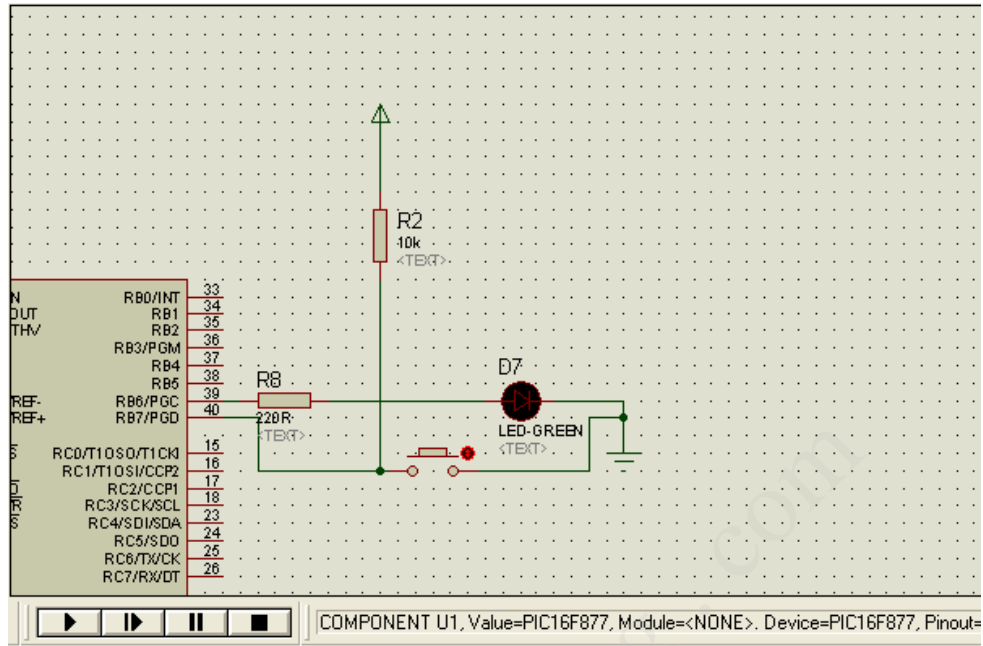 R2
10k
<TEXT>
N
OUT
THV
RB0/INT 33
RB1 34
RB2 35
RB3/PGM 36
RB4 37
RB5 38
VREF- RB6/PGC 39
VREF+ RB7/PGD 40
RC0/T1OSO/T1CKI 15
RC1/T1OSI/CCP2 16
RC2/CCP1 17
RC3/SCK/SCL 18
RC4/SDI/SDA 23
RC5/SDO 24
RC6/TX/CK 25
RC7/RX/DT 26
R8
220R
<TEXT>
D7
LED-GREEN
<TEXT>
COMPONENT U1, Value=PIC16F877, Module=<NONE>. Device=PIC16F877, Pinout=